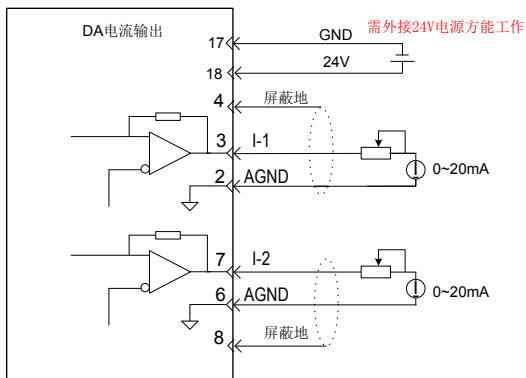 DA电流输出
17
GND
需外接24V电源方能工作
18
24V
4
屏蔽地
3
I-1
0~20mA
2
AGND
7
I-2
0~20mA
6
AGND
8
屏蔽地